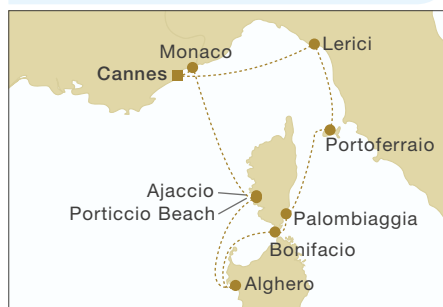 Monaco
Lerici
Cannes
Portoferraio
Ajaccio
Porticcio Beach
Palombiaggia
Bonifacio
Alghero